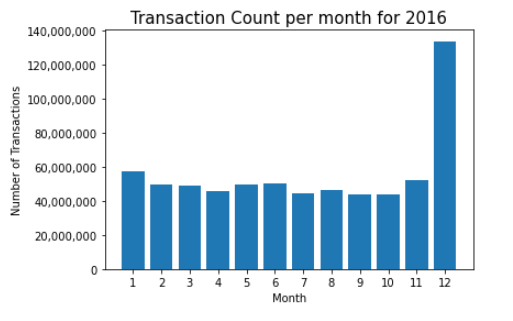 Transaction Count per month for 2016
140,000,000
120,000,000
100,000,000
80,000,000
60,000,000
40,000,000
20,000,000
0
Number of Transactions
1 2 3 4 5 6 7 8 9 10 11 12
Month